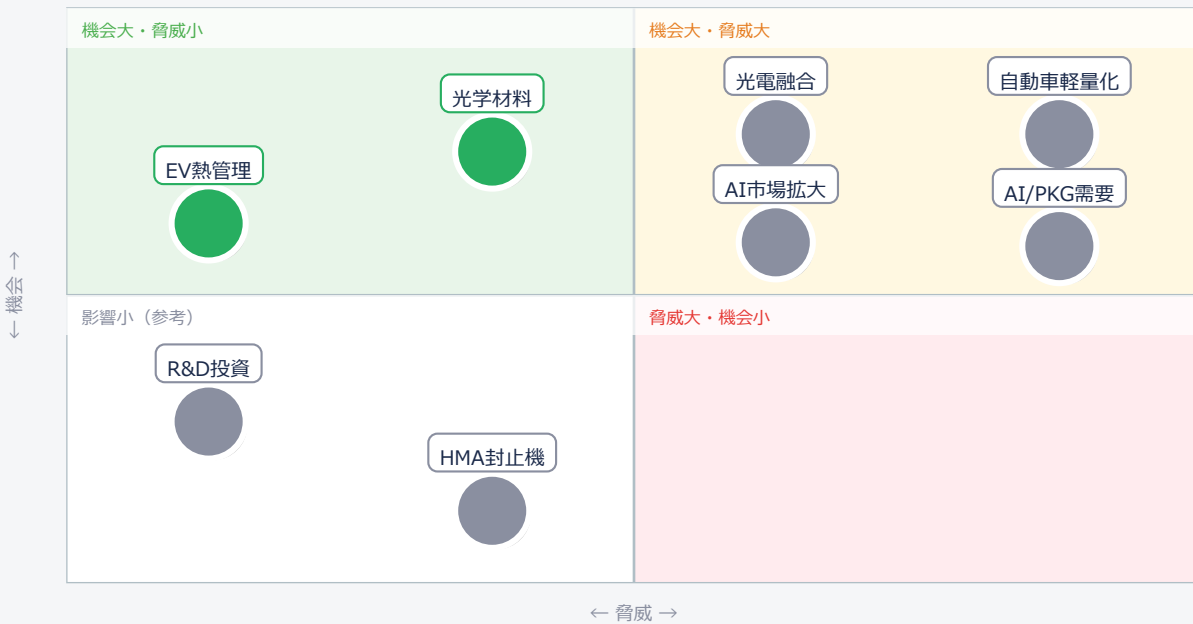 機会大・脅威小
機会大・脅威大
光学材料
EV熱管理
光電融合
自動車軽量化
AI市場拡大
AI/PKG需要
← 機会 →
影響小（参考）
脅威大・機会小
R&D投資
HMA封止機
← 脅威 →